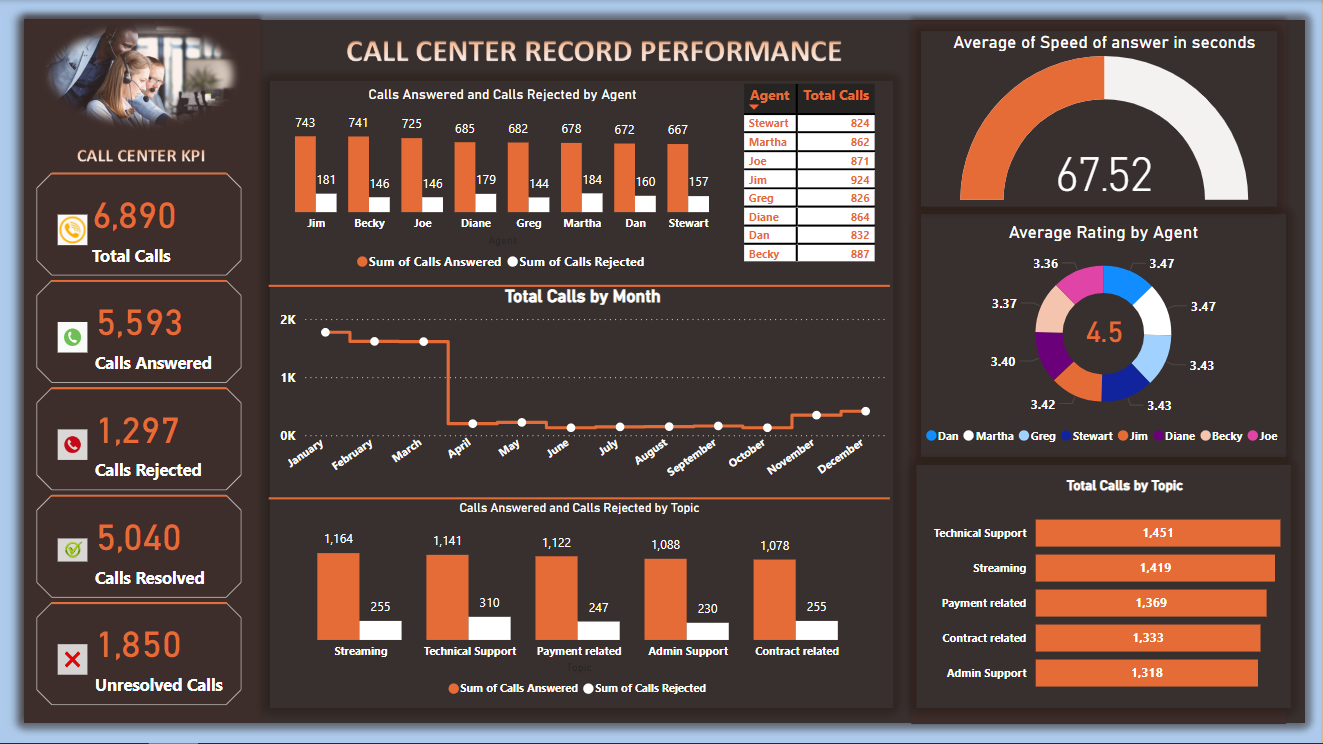 CALL CENTER RECORD PERFORMANCE
CALL CENTER KPI
6,890
Total Calls
5,593
Calls Answered
1,297
Calls Rejected
5,040
Calls Resolved
1,850
Unresolved Calls
Calls Answered and Calls Rejected by Agent
743 741 725 685 682 678 672 667
181 146 146 179 144 184 160 157
Jim Becky Joe Diane Greg Martha Dan Stewart
Agent
Sum of Calls Answered Sum of Calls Rejected
Agent Total Calls
Stewart 824
Martha 862
Joe 871
Jim 924
Greg 826
Diane 864
Dan 832
Becky 887
Total Calls by Month
2K
1K
0K
January February March April May June July August September October November December
Calls Answered and Calls Rejected by Topic
1,164 1,141 1,122 1,088 1,078
255 310 247 230 255
Streaming Technical Support Payment related Admin Support Contract related
Topic
Sum of Calls Answered Sum of Calls Rejected
Average of Speed of answer in seconds
67.52
Average Rating by Agent
3.36 3.47
3.37 3.47
4.5
3.40 3.43
3.42 3.43
Dan Martha Greg Stewart Jim Diane Becky Joe
Total Calls by Topic
Technical Support 1,451
Streaming 1,419
Payment related 1,369
Contract related 1,333
Admin Support 1,318